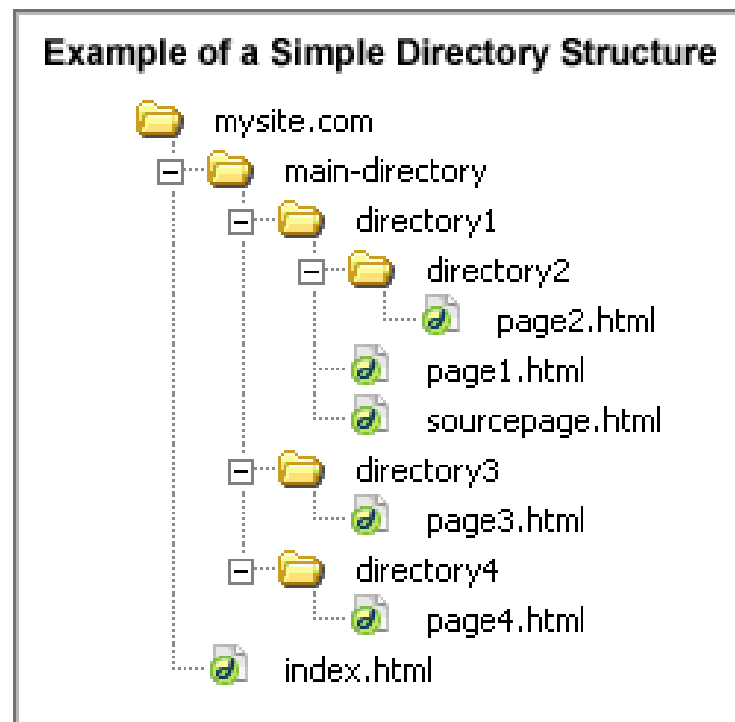 Example of a Simple Directory Structure
mysite.com
main-directory
directory1
directory2
page2.html
page1.html
sourcepage.html
directory3
page3.html
directory4
page4.html
index.html